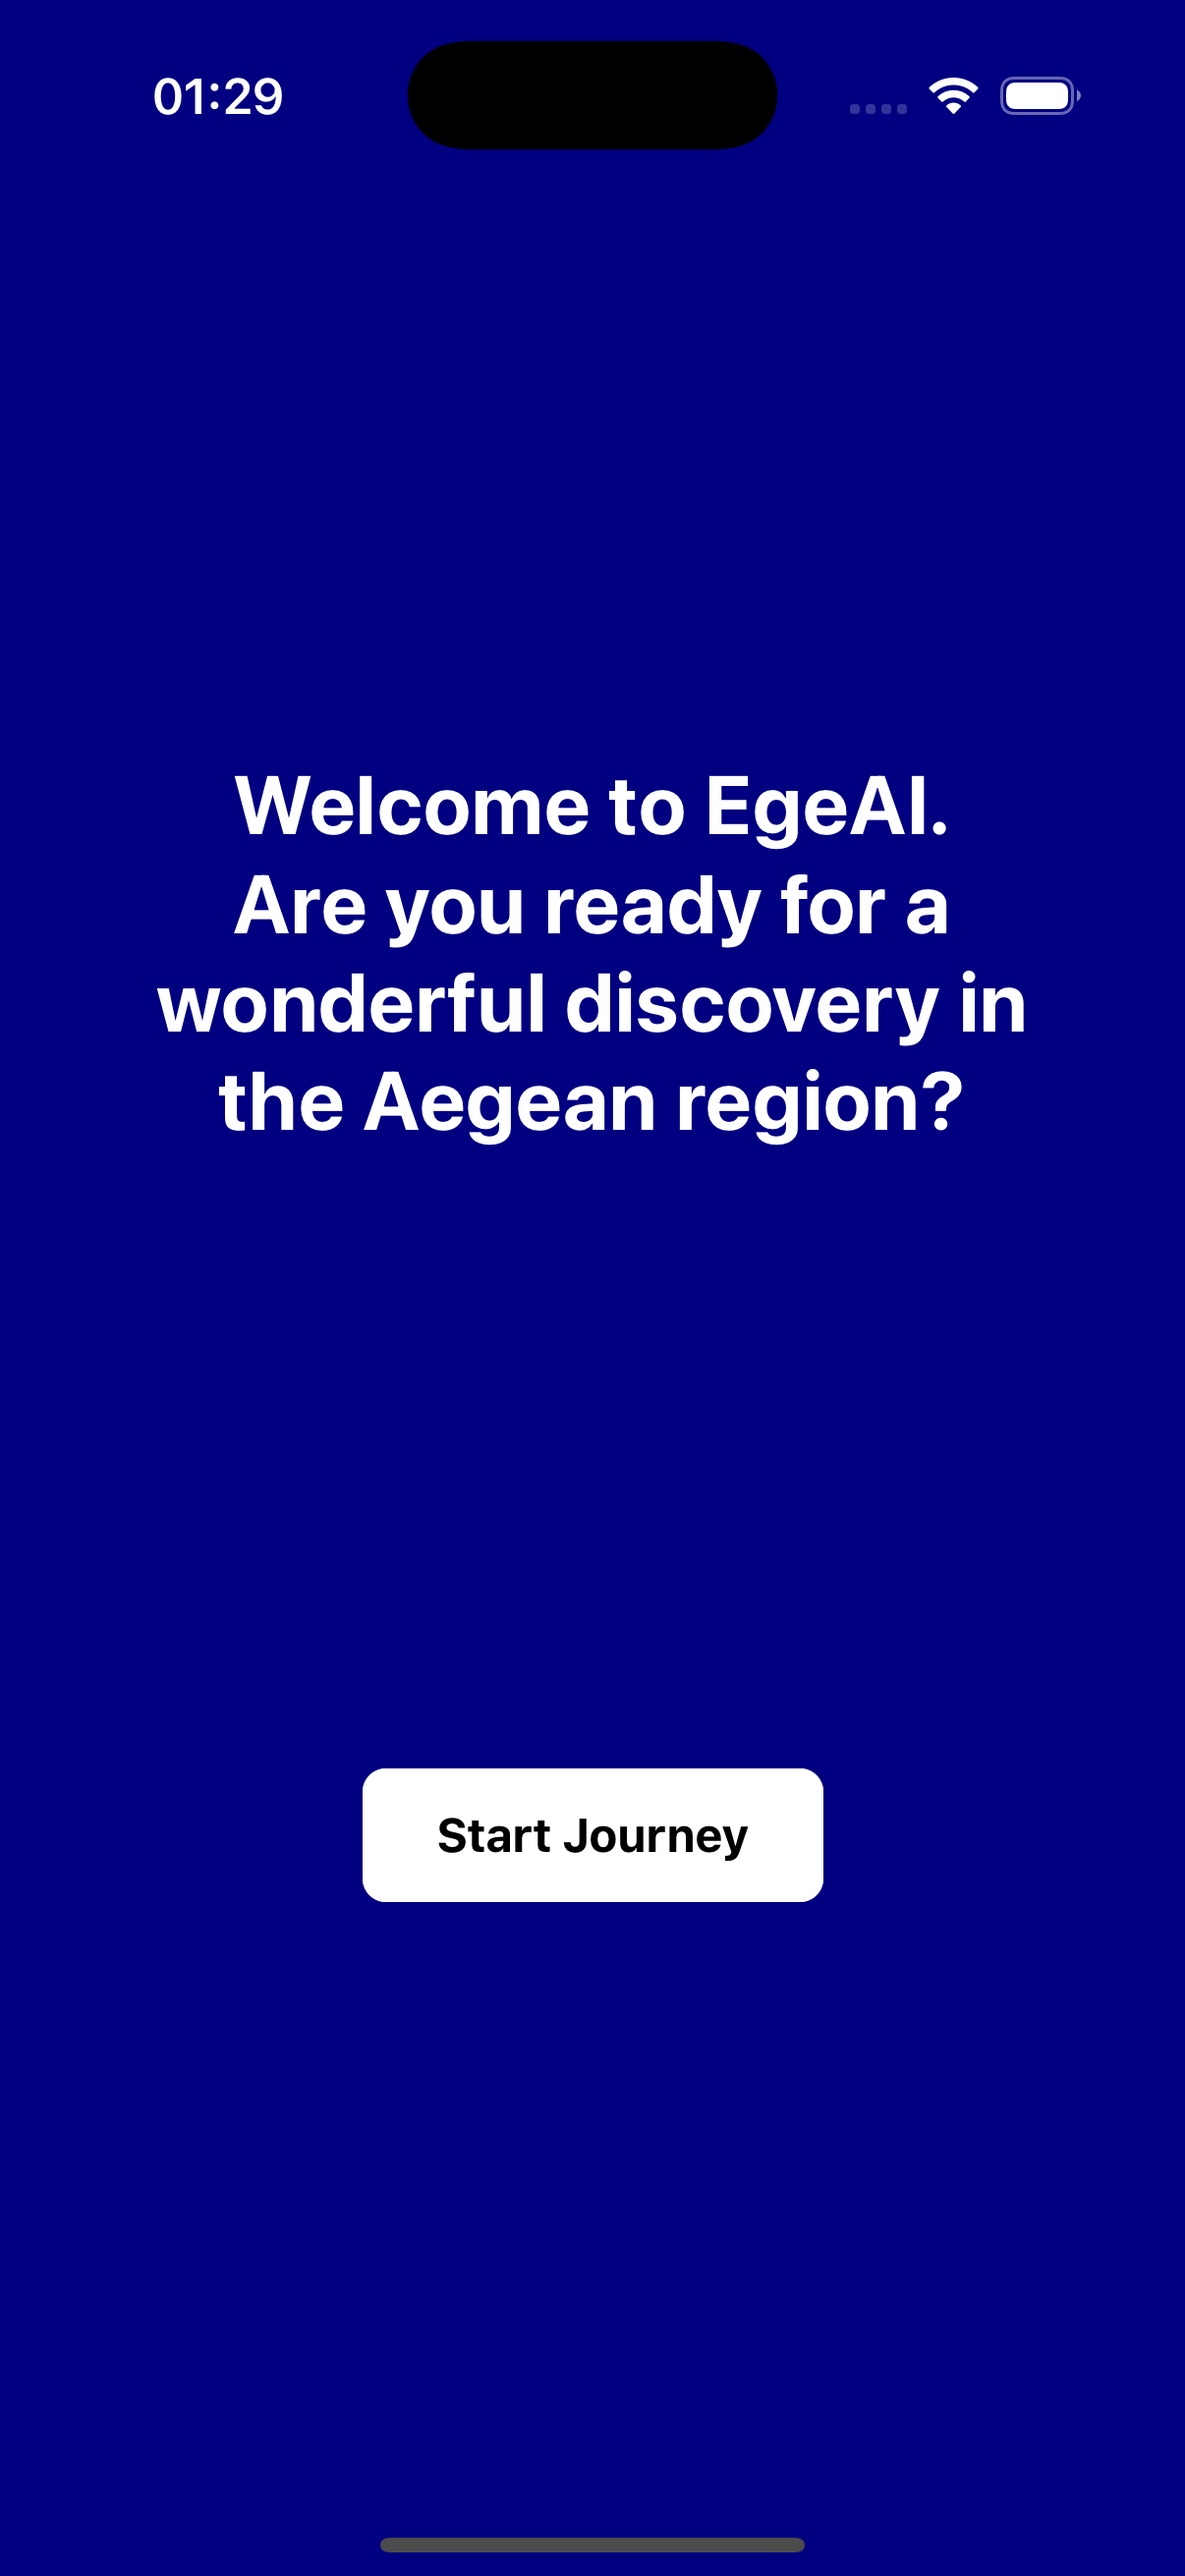 01:29
Welcome to EgeAI.
Are you ready for a
wonderful discovery in
the Aegean region?
Start Journey